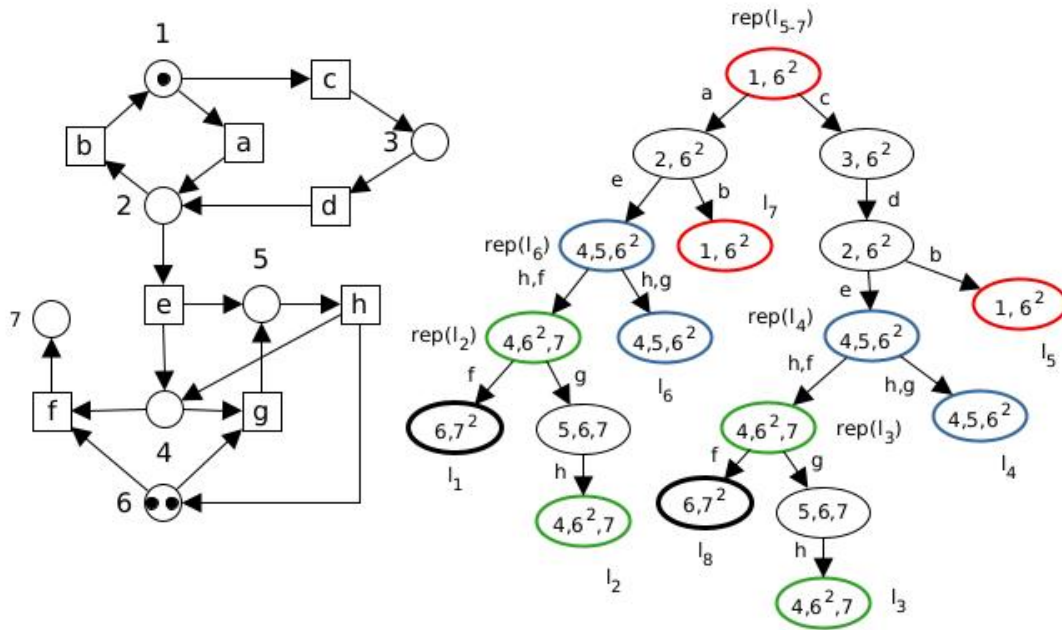 1
c
b
a
3
2
d
5
7
e
h
f
g
4
6
rep(l₅₋₇)
1, 6²
a
c
2, 6²
3, 6²
e
b
l₇
d
rep(l₆)
4,5,6²
1, 6²
2, 6²
b
h,f
h,g
e
1, 6²
rep(l₄)
rep(l₂)
4,6²,7
4,5,6²
l₆
4,5,6²
l₅
f
g
h,f
h,g
6,7²
5,6,7
4,6²,7
rep(l₃)
4,5,6²
l₁
h
f
g
l₄
4,6²,7
6,7²
5,6,7
l₂
l₈
h
4,6²,7
l₃